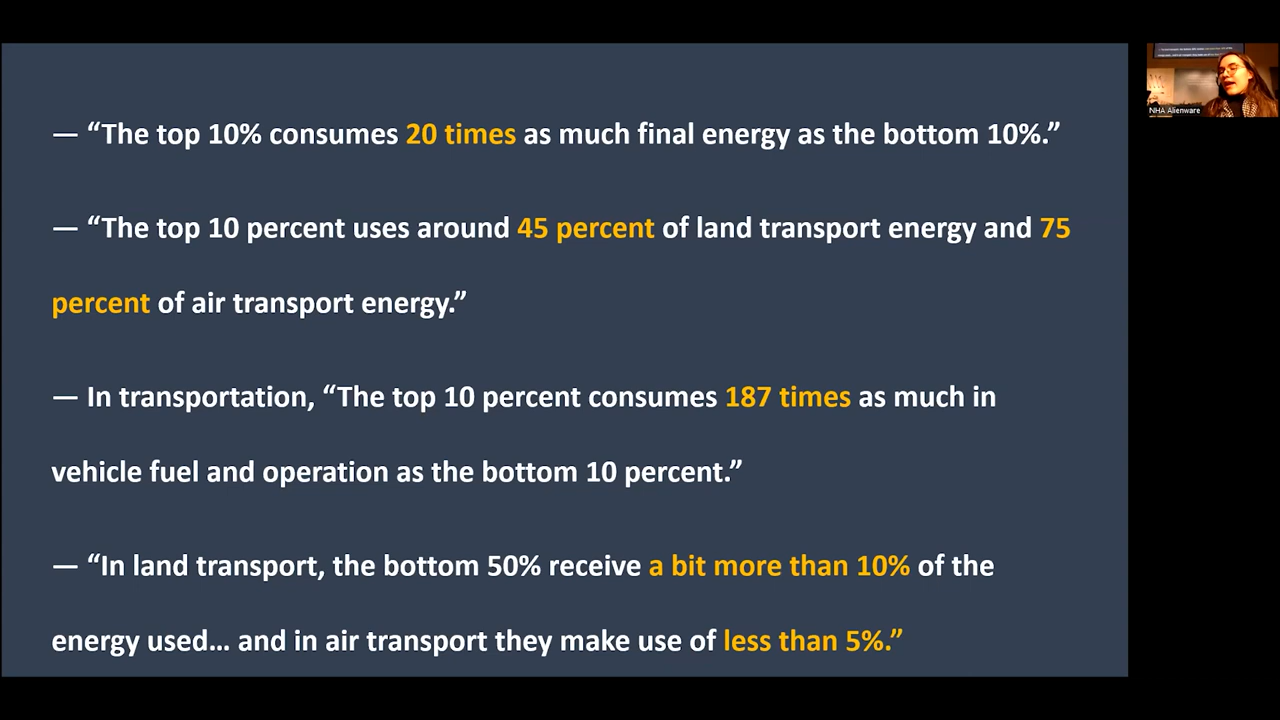 — “The top 10% consumes 20 times as much final energy as the bottom 10%.”
— “The top 10 percent uses around 45 percent of land transport energy and 75
percent of air transport energy.”
— In transportation, “The top 10 percent consumes 187 times as much in
vehicle fuel and operation as the bottom 10 percent.”
— “In land transport, the bottom 50% receive a bit more than 10% of the
energy used... and in air transport they make use of less than 5%.”
NHA Alienware